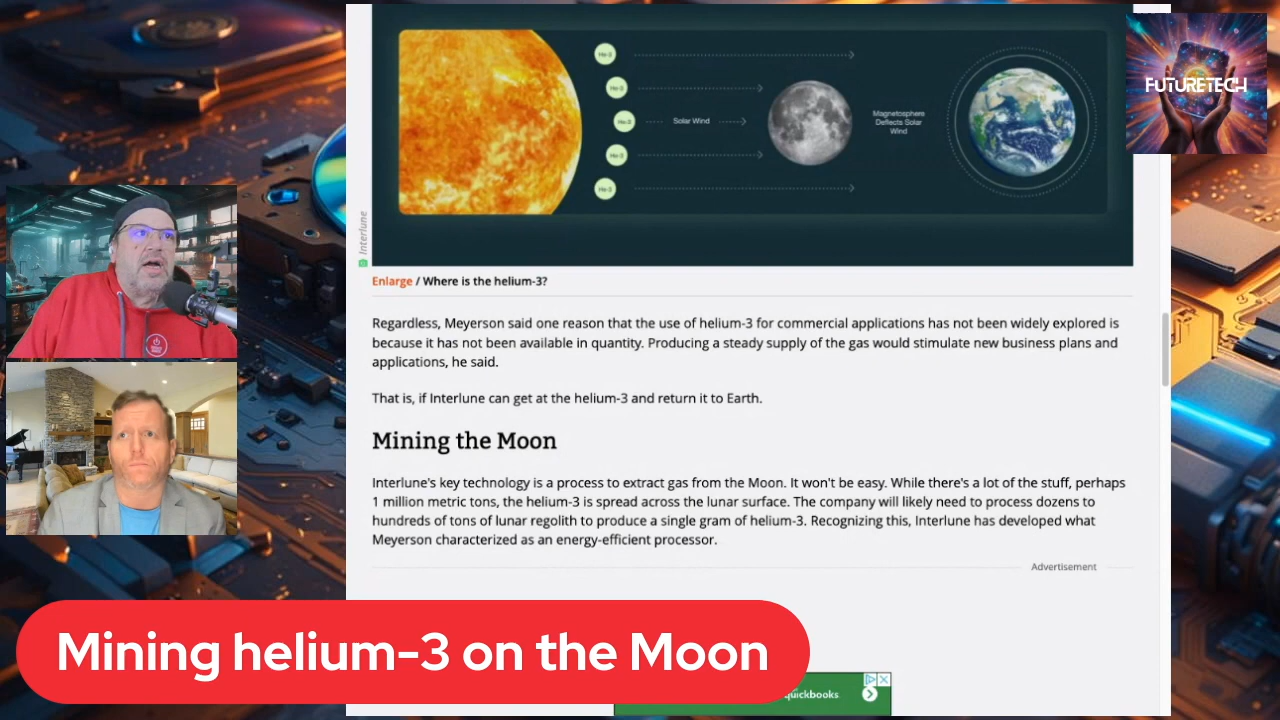 He-3
He-3
He-3
He-3
He-3
Solar Wind
Magnetosphere
Deflects Solar
Wind
FUTURETECH
Interlune
Enlarge / Where is the helium-3?
Regardless, Meyerson said one reason that the use of helium-3 for commercial applications has not been widely explored is
because it has not been available in quantity. Producing a steady supply of the gas would stimulate new business plans and
applications, he said.
That is, if Interlune can get at the helium-3 and return it to Earth.
Mining the Moon
Interlune's key technology is a process to extract gas from the Moon. It won't be easy. While there's a lot of the stuff, perhaps
1 million metric tons, the helium-3 is spread across the lunar surface. The company will likely need to process dozens to
hundreds of tons of lunar regolith to produce a single gram of helium-3. Recognizing this, Interlune has developed what
Meyerson characterized as an energy-efficient processor.
Advertisement
Mining helium-3 on the Moon
quickbooks